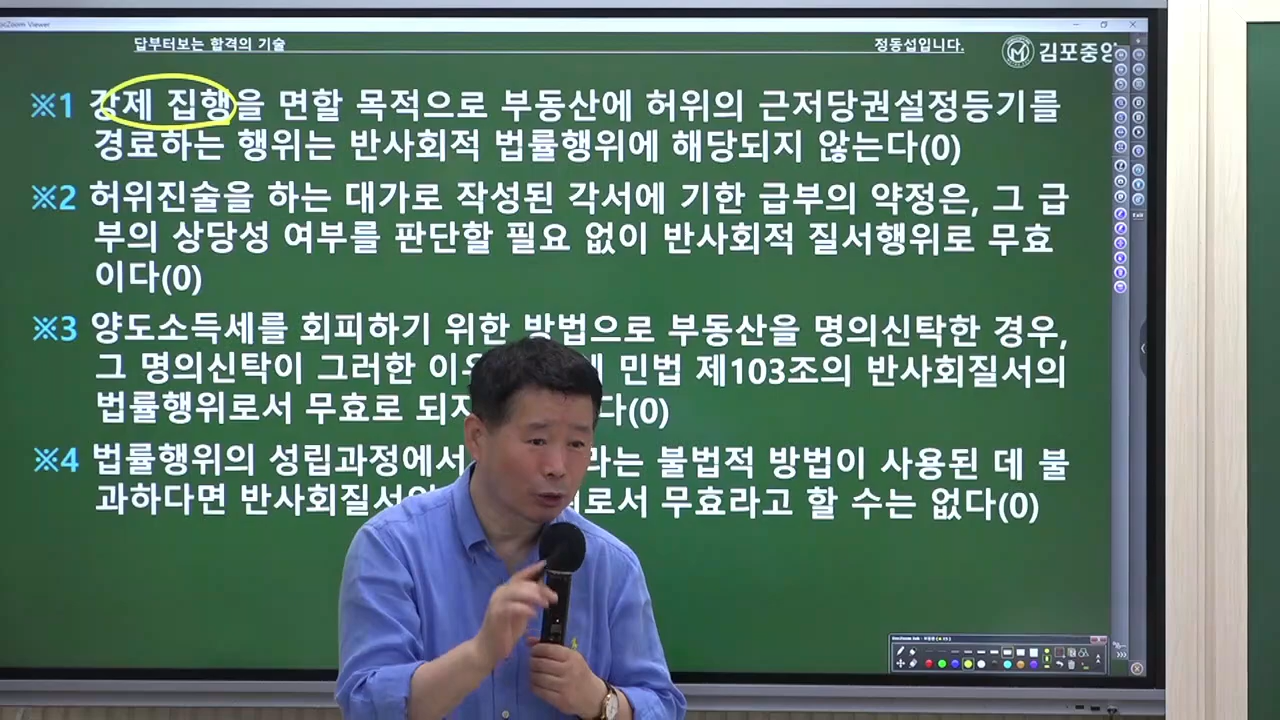 답부터보는 합격의 기술
정동섭입니다.
김포중앙
※1 강제 집행을 면할 목적으로 부동산에 허위의 근저당권설정등기를
경료하는 행위는 반사회적 법률행위에 해당되지 않는다(0)
※2 허위진술을 하는 대가로 작성된 각서에 기한 급부의 약정은, 그 급
부의 상당성 여부를 판단할 필요 없이 반사회적 질서행위로 무효
이다(0)
※3 양도소득세를 회피하기 위한 방법으로 부동산을 명의신탁한 경우,
그 명의신탁이 그러한 민법 제103조의 반사회질서의
법률행위로서 무효로 다(0)
※4 법률행위의 성립과정에서 라는 불법적 방법이 사용된 데 불
과하다면 반사회질서의 로서 무효라고 할 수는 없다(0)